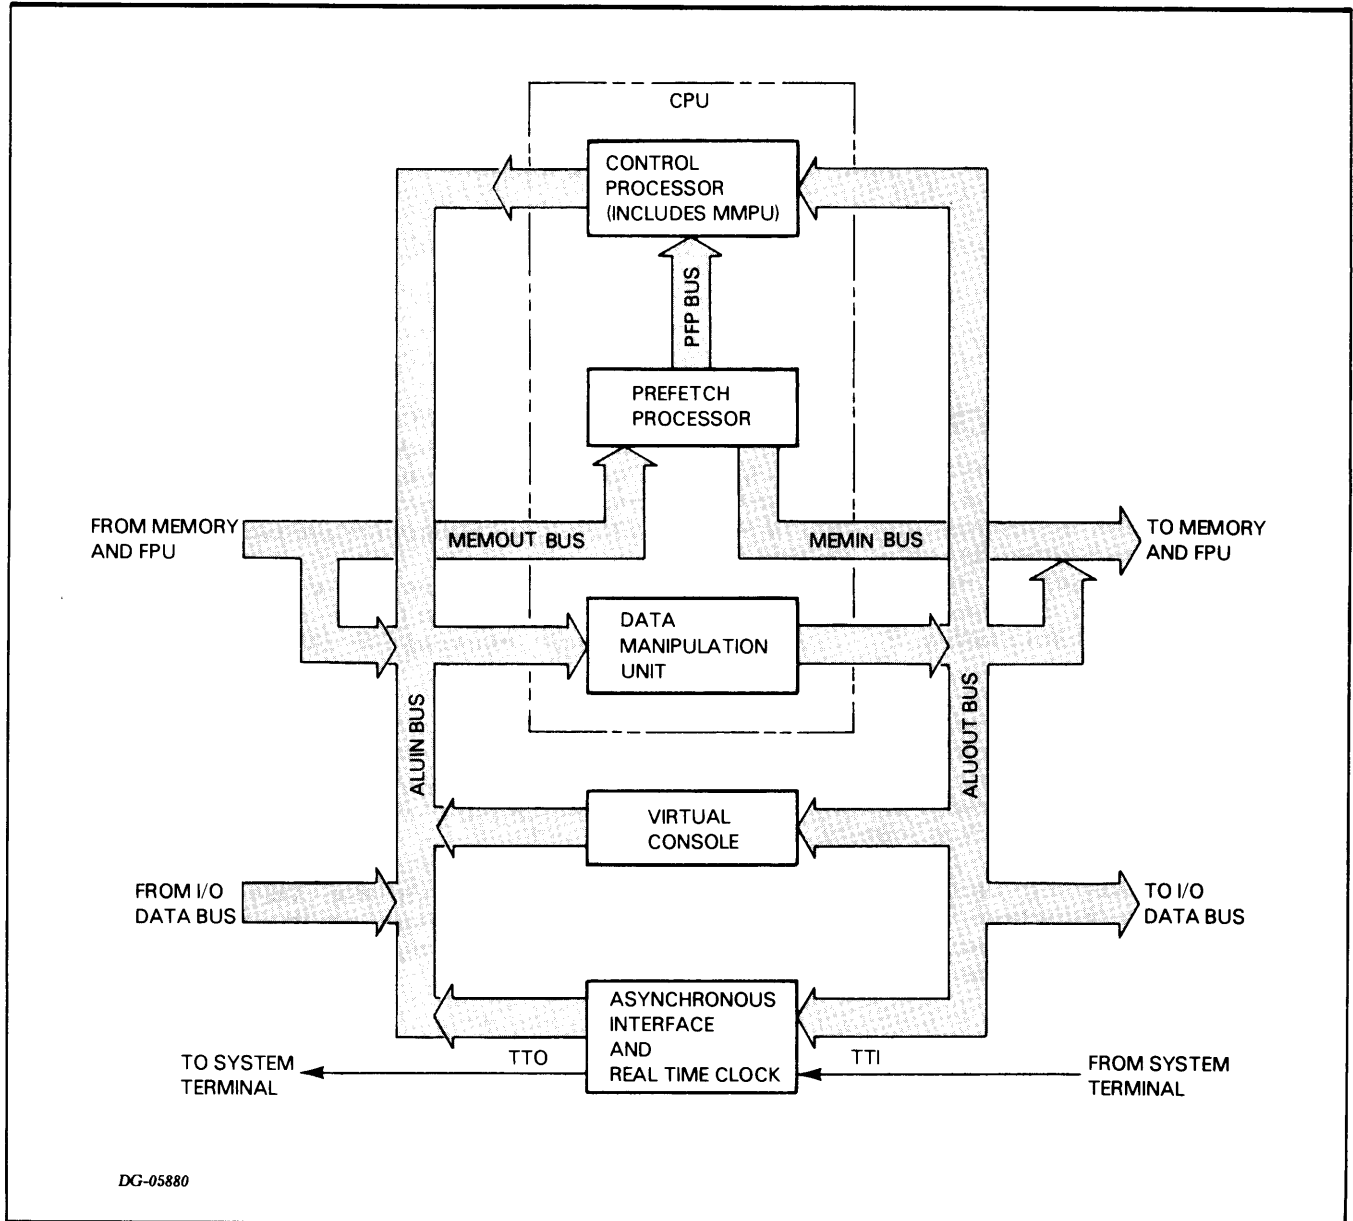 CPU
CONTROL
PROCESSOR
(INCLUDES MMPU)
PFP BUS
PREFETCH
PROCESSOR
FROM MEMORY
AND FPU
MEMOUT BUS
MEMIN BUS
TO MEMORY
AND FPU
DATA
MANIPULATION
UNIT
ALUIN BUS
ALUOUT BUS
VIRTUAL
CONSOLE
FROM I/O
DATA BUS
TO I/O
DATA BUS
ASYNCHRONOUS
INTERFACE
AND
REAL TIME CLOCK
TTO
TTI
TO SYSTEM
TERMINAL
FROM SYSTEM
TERMINAL
DG-05880